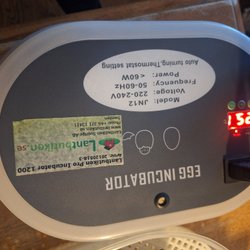 Auto turning, Thermostat setting
Model: JN12
Voltage: 220-240V
Frequency: 50-60Hz
Power: <60W
EGG INCUBATOR
Lantbutiken Pro Incubator 1200
Lantbutiken.se
Sweden